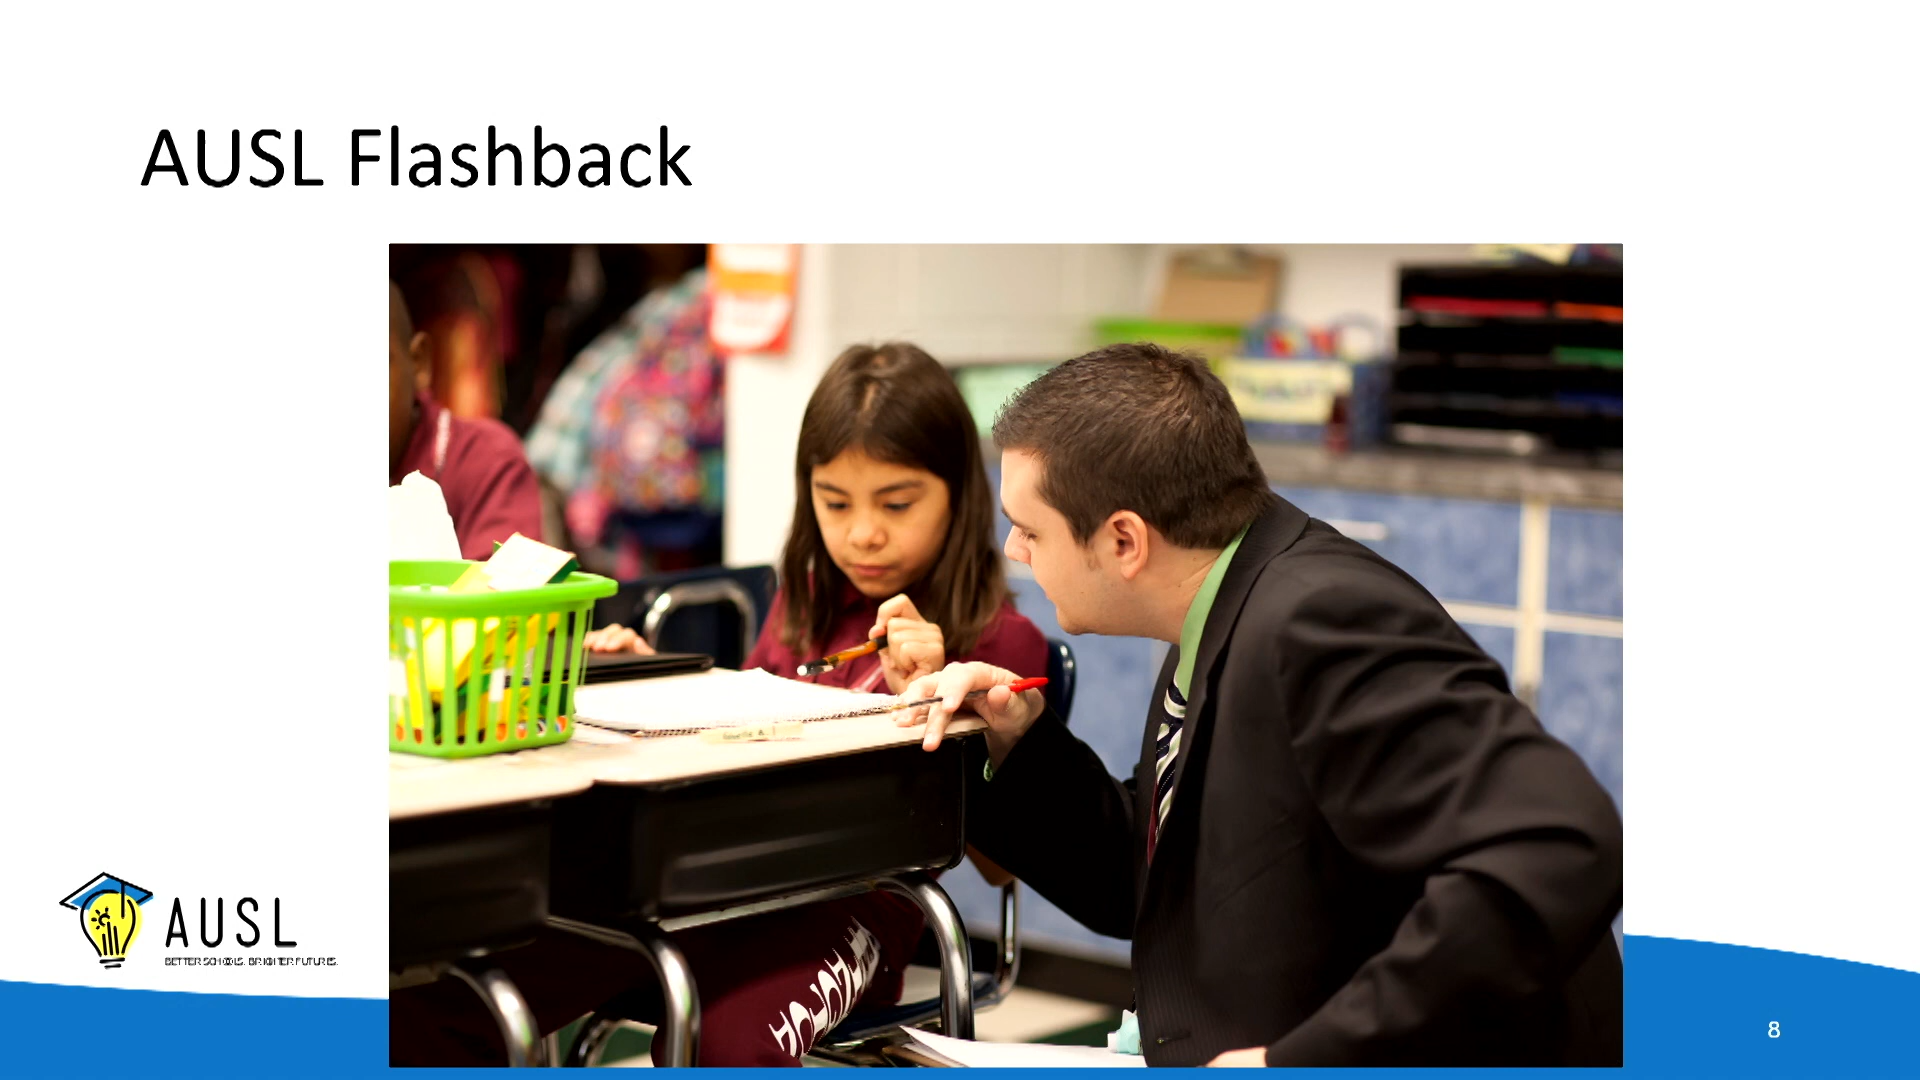 AUSL Flashback
AUSL
BETTER SCHOOLS. BRIGHTER FUTURES.
8